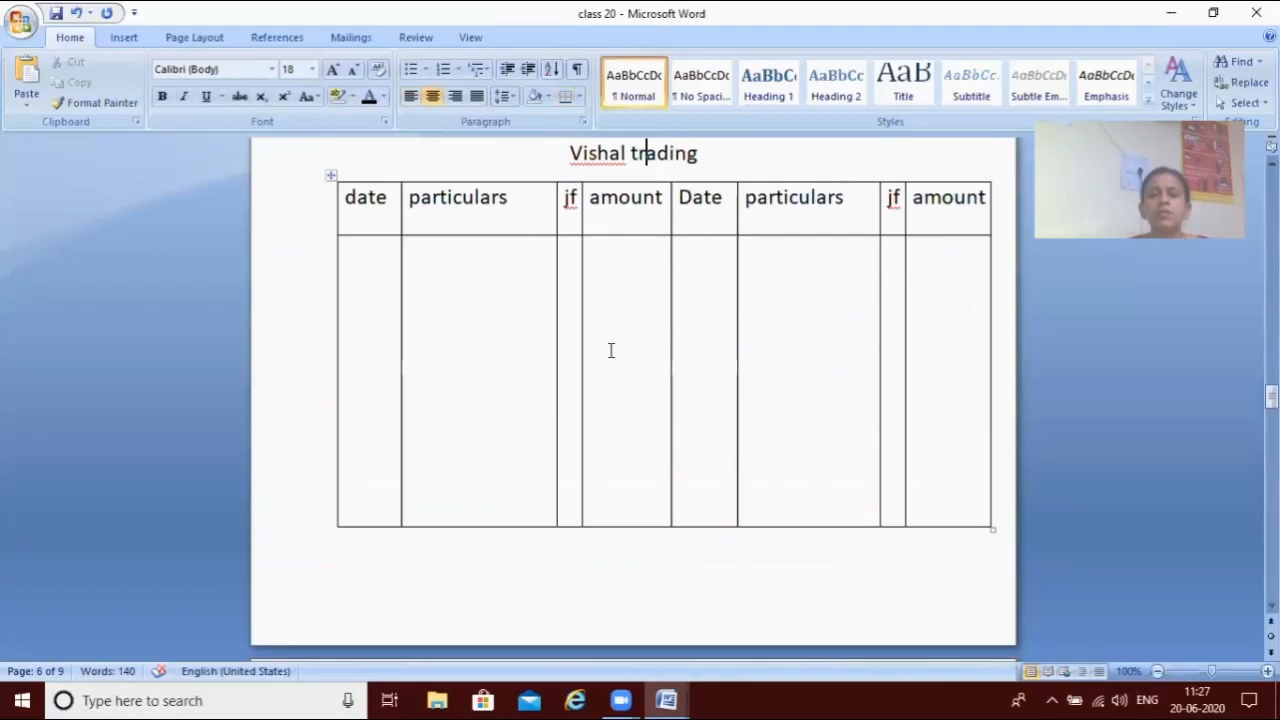 class 20 - Microsoft Word
Home Insert Page Layout References Mailings Review View
Paste
Cut
Copy
Format Painter
Clipboard
Calibri (Body) 18
Font
Paragraph
AaBbCcDc AaBbCcDc AaBbC AaBbCc AaB AaBbCc. AaBbCcDc AaBbCcDc
¶ Normal ¶ No Spaci... Heading 1 Heading 2 Title Subtitle Subtle Em... Emphasis
Change Styles
Styles
Find
Replace
Select
Editing
Vishal trading
date particulars jf amount Date particulars jf amount
Page: 6 of 9 Words: 140 English (United States) 100%
Type here to search
ENG
11:27
20-06-2020